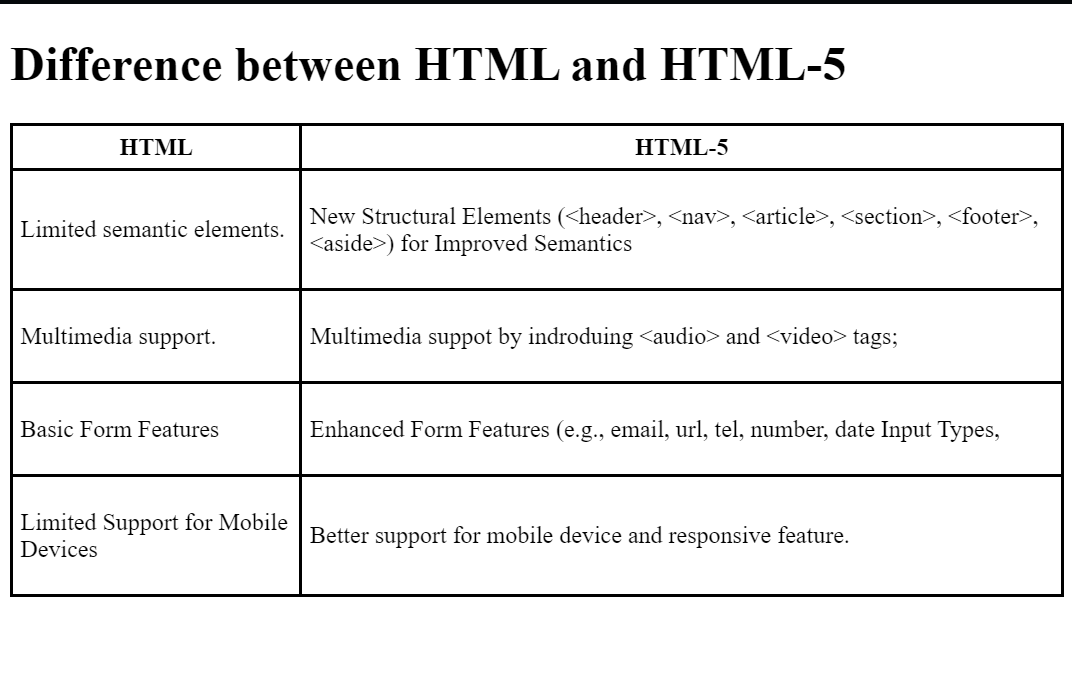 Difference between HTML and HTML-5
HTML
HTML-5
Limited semantic elements.
New Structural Elements (<header>, <nav>, <article>, <section>, <footer>,
<aside>) for Improved Semantics
Multimedia support.
Multimedia suppot by indroduing <audio> and <video> tags;
Basic Form Features
Enhanced Form Features (e.g., email, url, tel, number, date Input Types,
Limited Support for Mobile
Devices
Better support for mobile device and responsive feature.